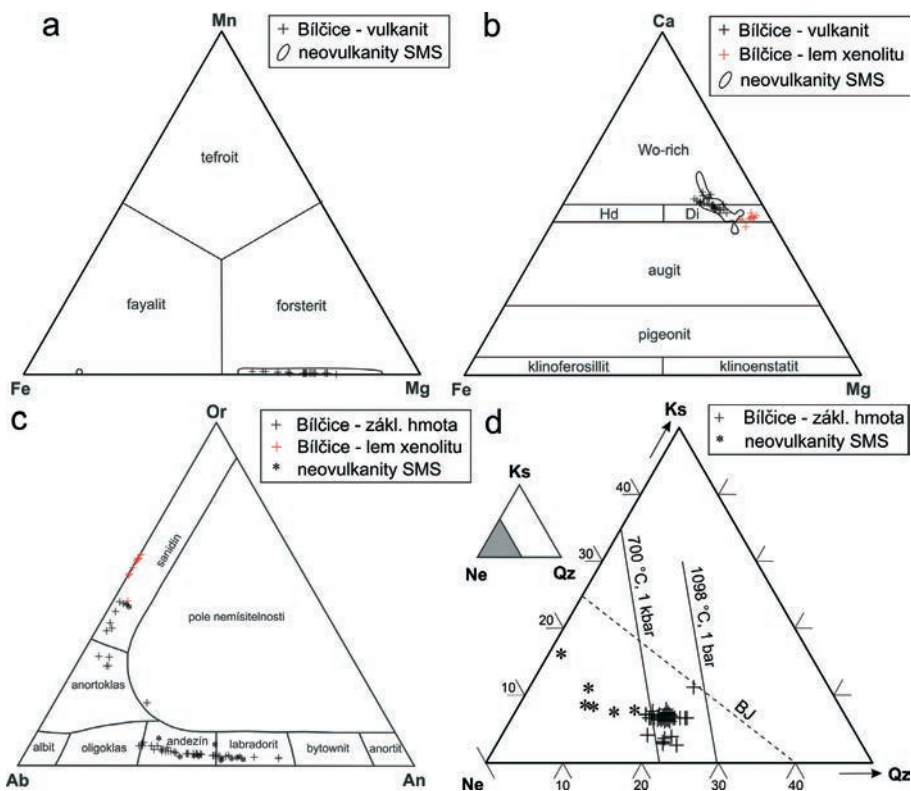 a
Mn
+ Bílčice - vulkanit
neovulkanity SMS
tefroit
fayalit
forsterit
Fe
Mg
b
Ca
+ Bílčice - vulkanit
+ Bílčice - lem xenolitu
neovulkanity SMS
Wo-rich
Hd
Di
augit
pigeonit
klinoferosillit
klinoenstatit
Fe
Mg
c
Or
+ Bílčice - zákl. hmota
+ Bílčice - lem xenolitu
* neovulkanity SMS
sanidin
pole nemísitelnosti
anortoklas
albit
oligoklas
andezín
labradorit
bytownit
anortit
Ab
An
d
Ks
+ Bílčice - zákl. hmota
* neovulkanity SMS
Ks
Ne
Qz
40
30
20
10
700 °C, 1 kbar
1098 °C, 1 bar
BJ
Ne
10
20
30
40
Qz